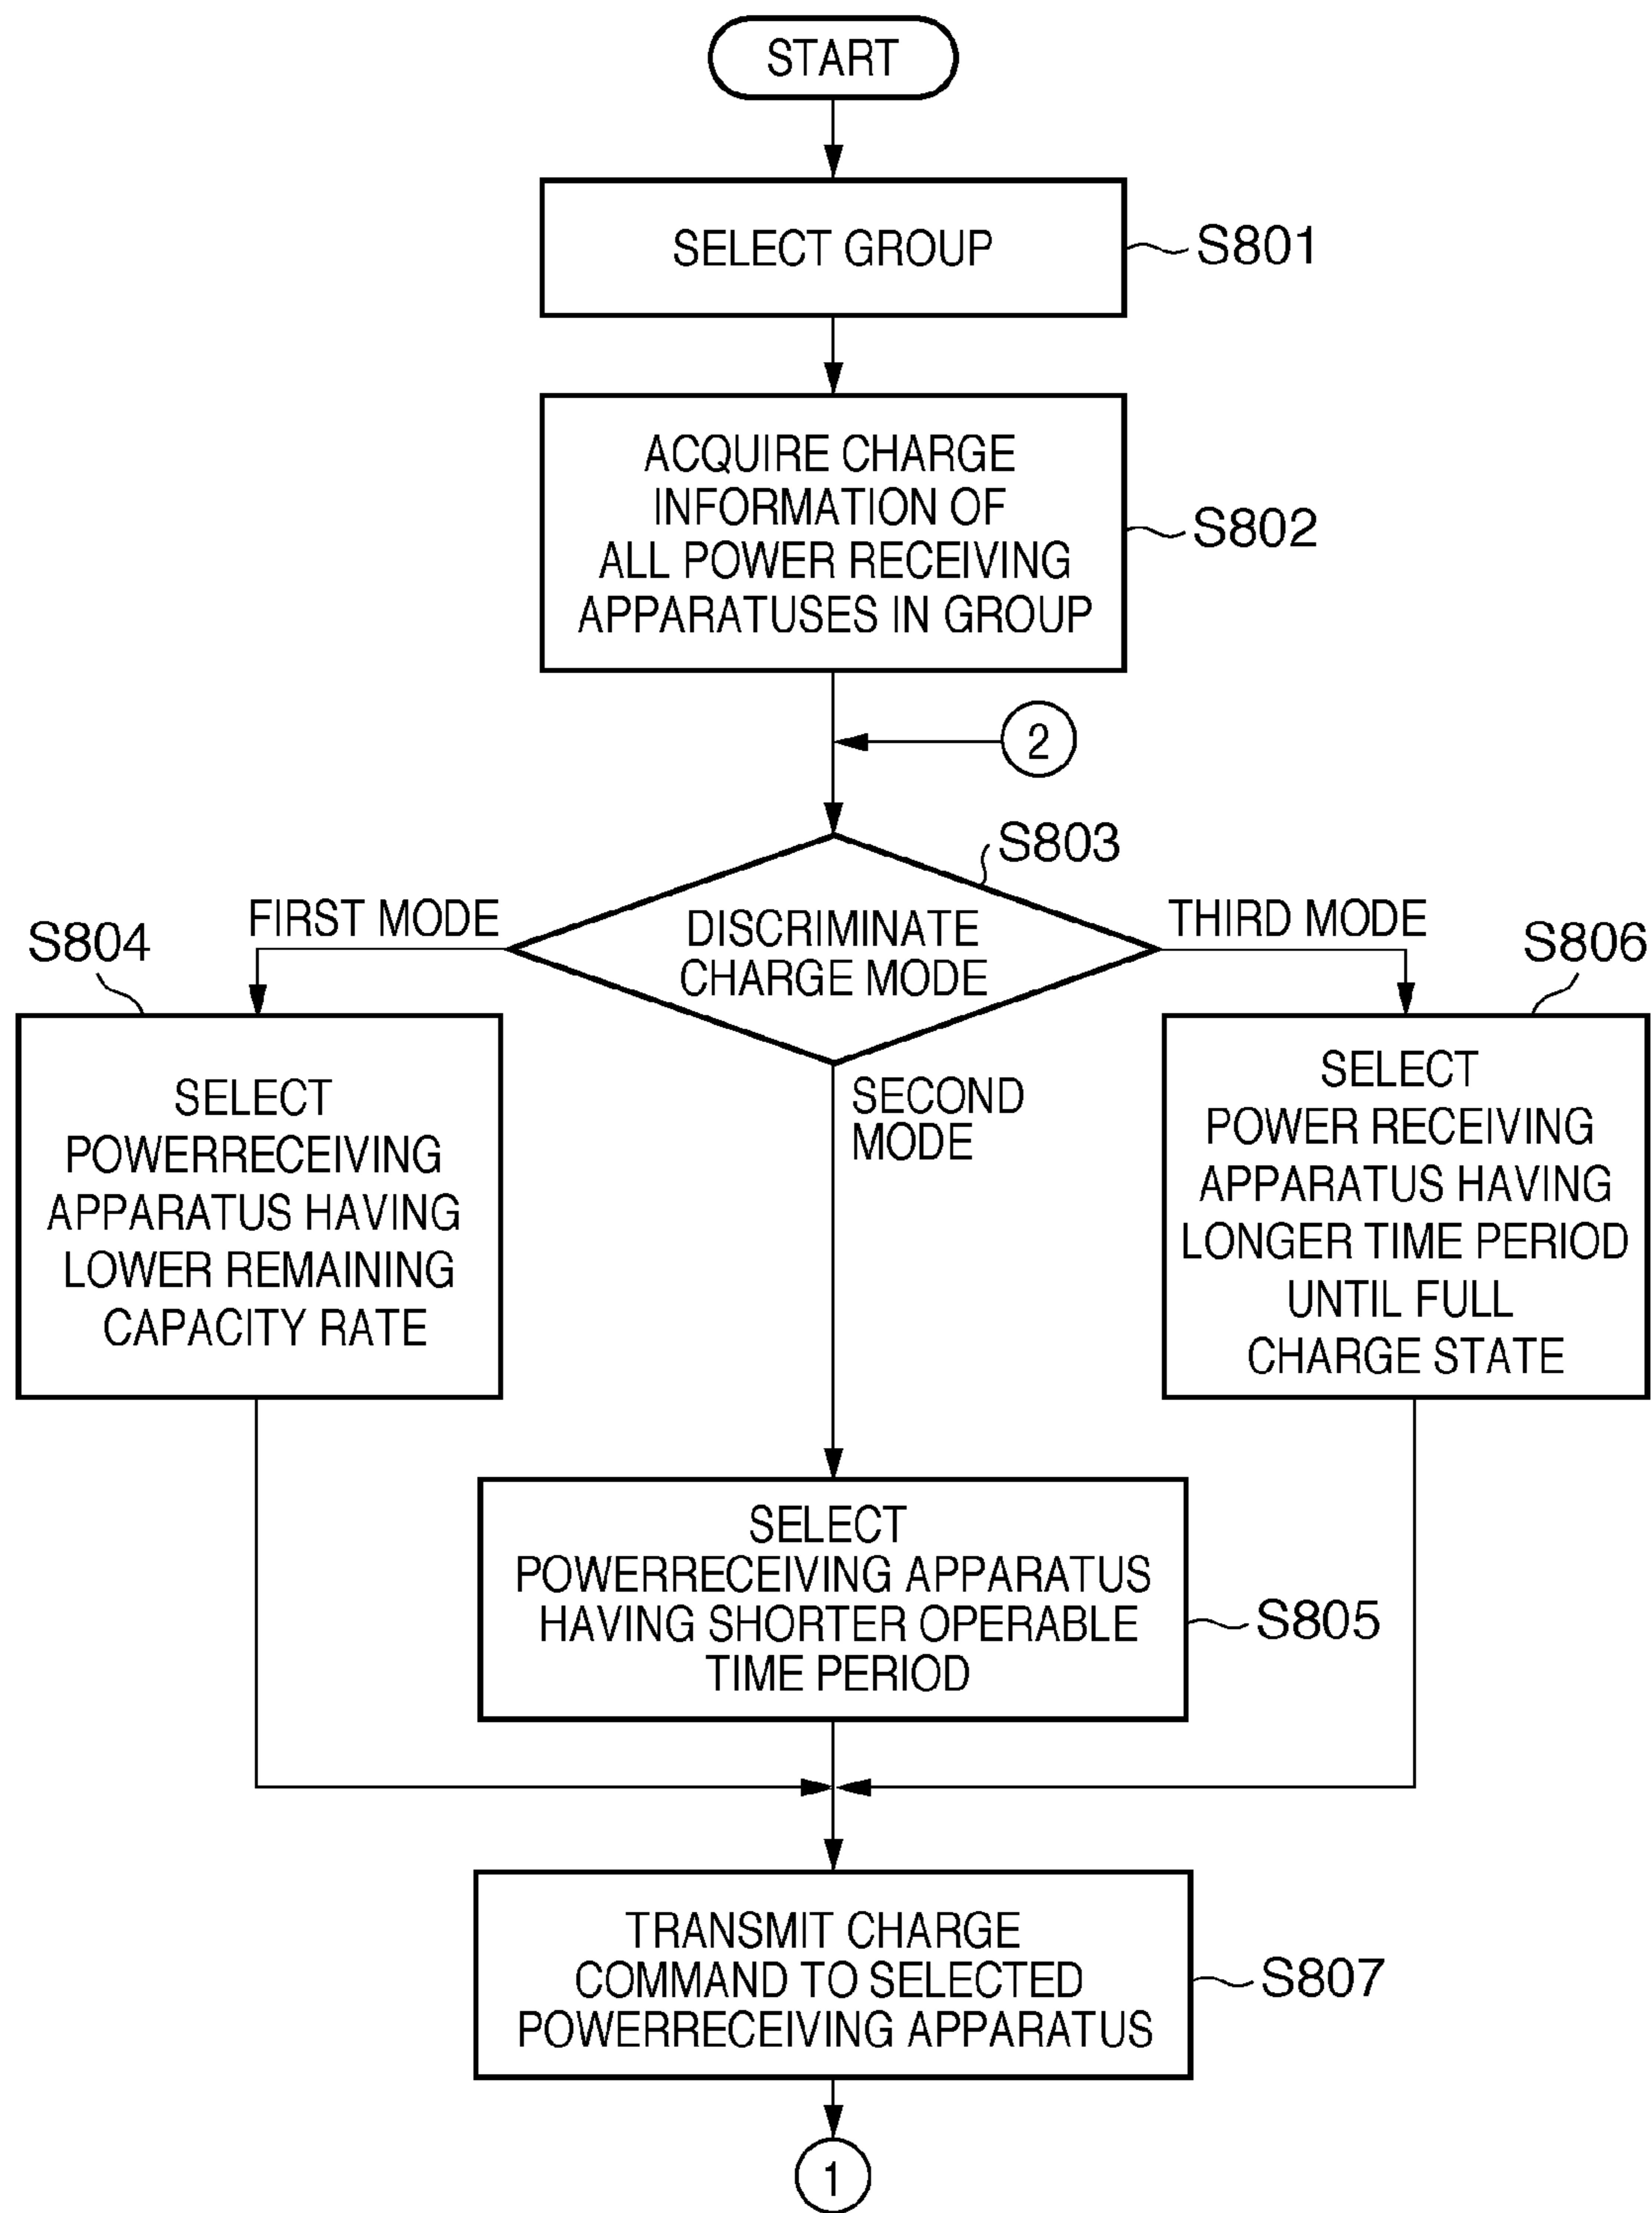 START
SELECT GROUP
S801
ACQUIRE CHARGE
INFORMATION OF
ALL POWER RECEIVING
APPARATUSES IN GROUP
S802
2
S803
DISCRIMINATE
CHARGE MODE
FIRST MODE
THIRD MODE
SECOND
MODE
S804
SELECT
POWERRECEIVING
APPARATUS HAVING
LOWER REMAINING
CAPACITY RATE
S806
SELECT
POWER RECEIVING
APPARATUS HAVING
LONGER TIME PERIOD
UNTIL FULL
CHARGE STATE
SELECT
POWERRECEIVING APPARATUS
HAVING SHORTER OPERABLE
TIME PERIOD
S805
TRANSMIT CHARGE
COMMAND TO SELECTED
POWERRECEIVING APPARATUS
S807
1